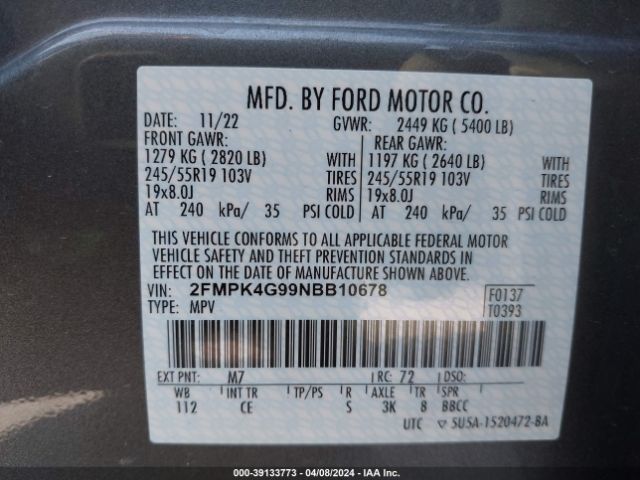 MFD. BY FORD MOTOR CO.
DATE: 11/22 GVWR: 2449 KG ( 5400 LB)
FRONT GAWR: REAR GAWR:
1279 KG ( 2820 LB) WITH 1197 KG ( 2640 LB) WITH
245/55R19 103V TIRES 245/55R19 103V TIRES
19x8.0J RIMS 19x8.0J RIMS
AT 240 kPa/ 35 PSI COLD AT 240 kPa/ 35 PSI COLD
THIS VEHICLE CONFORMS TO ALL APPLICABLE FEDERAL MOTOR
VEHICLE SAFETY AND THEFT PREVENTION STANDARDS IN
EFFECT ON THE DATE OF MANUFACTURE SHOWN ABOVE.
VIN: 2FMPK4G99NBB10678 F0137
TYPE: MPV T0393
EXT PNT: M7 RC: 72 DSO:
WB INT TR TP/PS R AXLE TR SPR
112 CE S 3K 8 BBCC
UTC ▽ 5U5A-1520472-BA
000-39133773 - 04/08/2024 - IAA Inc.